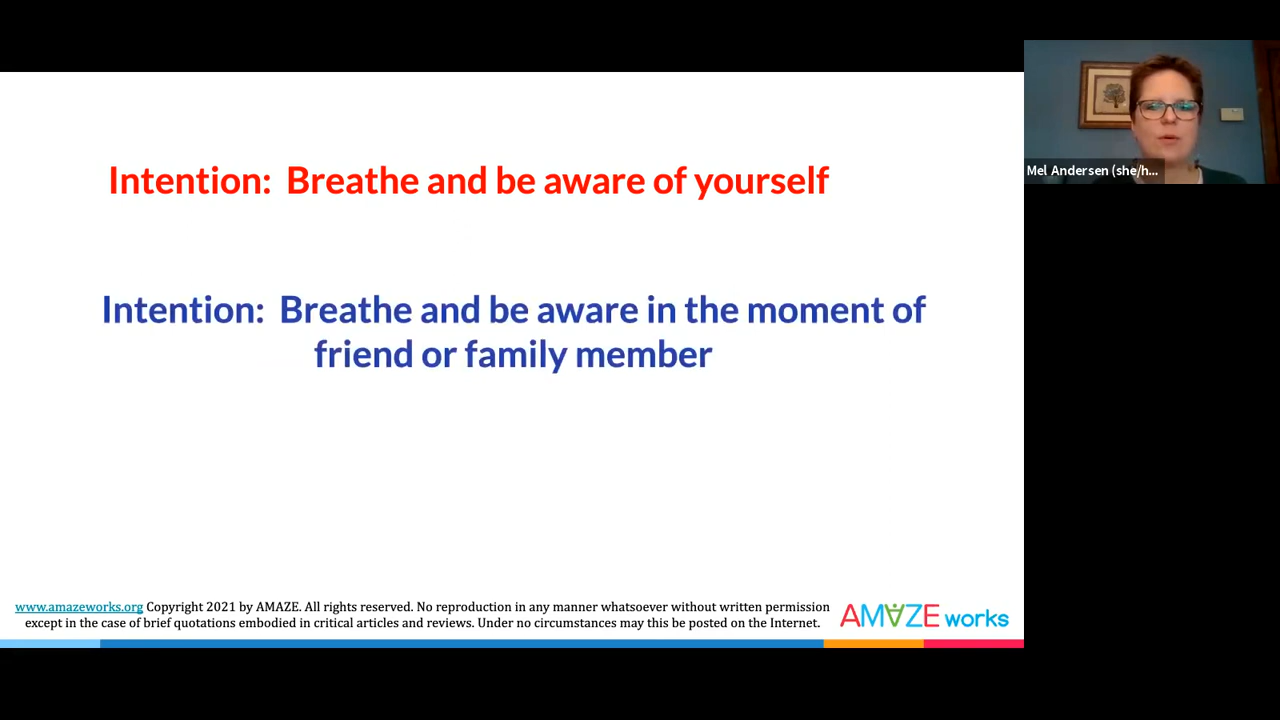 Intention: Breathe and be aware of yourself
Intention: Breathe and be aware in the moment of
friend or family member
Mel Andersen (she/h...
www.amazeworks.org Copyright 2021 by AMAZE. All rights reserved. No reproduction in any manner whatsoever without written permission
except in the case of brief quotations embodied in critical articles and reviews. Under no circumstances may this be posted on the Internet.
AMAZE works